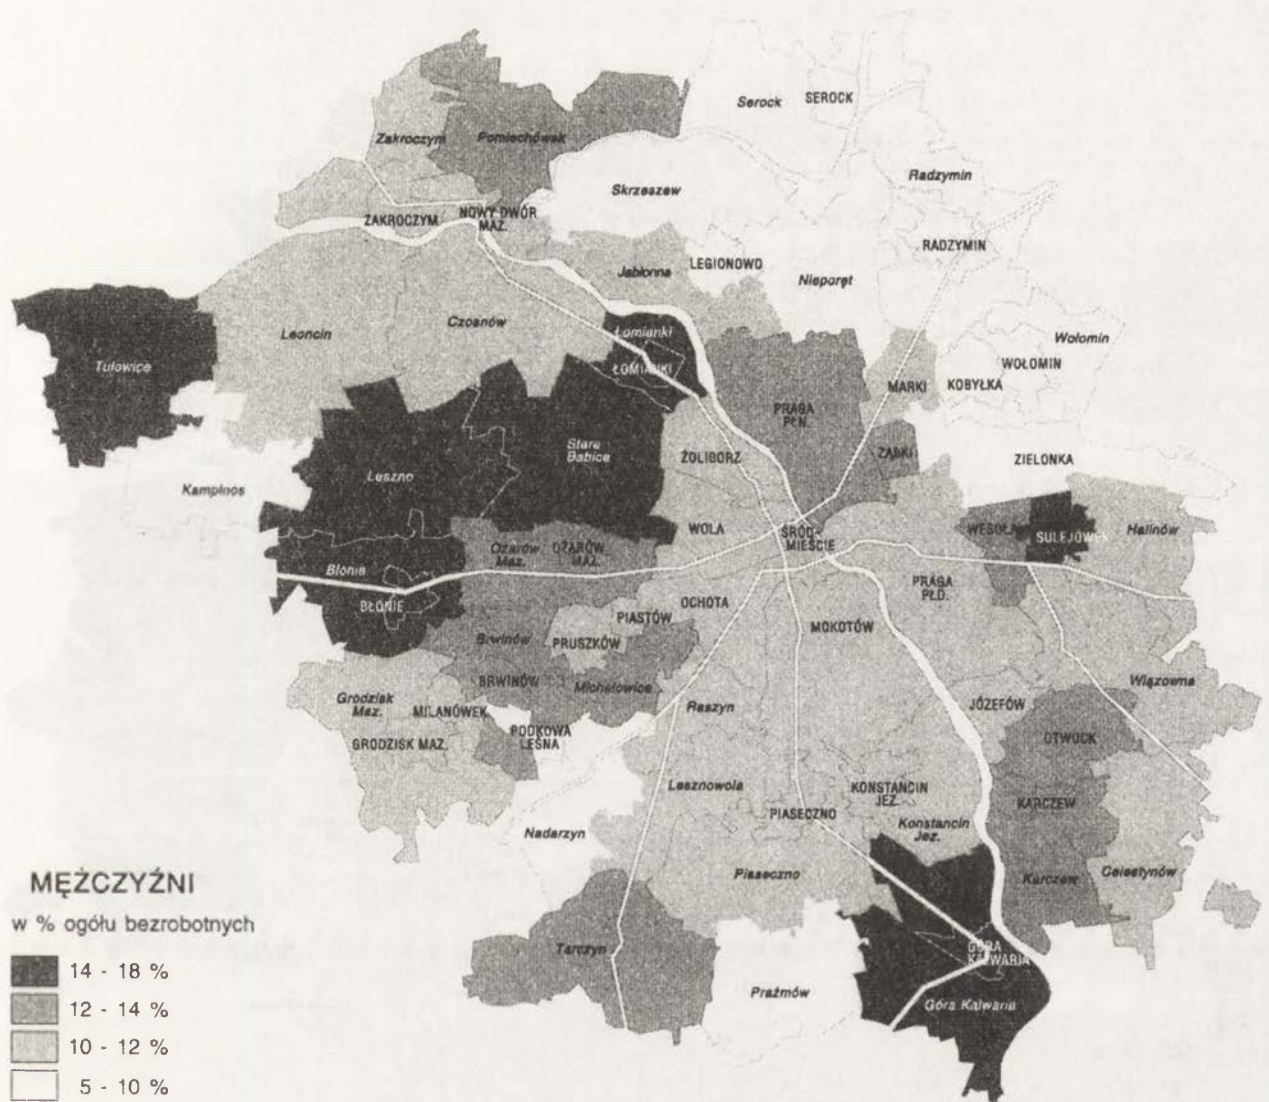 Serock
SEROCK
Zakroczym
Pomiechówek
Radzymin
Skrzeszew
ZAKROCZYM
NOWY DWÓR
MAZ.
RADZYMIN
LEGIONOWO
Jabłonna
Nieporęt
Leoncin
Czosnów
Łomianki
Wołomin
Tułowice
ŁOMIANKI
WOŁOMIN
MARKI
KOBYŁKA
PRAGA
PŁN.
Stare
Babice
ŻOLIBORZ
ZĄBKI
ZIELONKA
Leszno
Kampinos
WOLA
ŚRÓD-
MIEŚCIE
WESOŁA
SULEJÓWEK
Halinów
Ożarów
Maz.
OŻARÓW
MAZ.
Błonie
BŁONIE
PRAGA
PŁD.
OCHOTA
PIASTÓW
MOKOTÓW
Brwinów
PRUSZKÓW
BRWINÓW
Michałowice
Wiązowna
Grodzisk
Maz.
MILANÓWEK
Raszyn
JÓZEFÓW
PODKOWA
LEŚNA
GRODZISK MAZ.
OTWOCK
Lesznowola
KONSTANCIN
JEZ.
KARCZEW
PIASECZNO
Konstancin
Jez.
Nadarzyn
Piaseczno
Karczew
Celestynów
Tarczyn
GÓRA
KALWARIA
Prażmów
Góra Kalwaria
MĘŻCZYŹNI
w % ogółu bezrobotnych
14 - 18 %
12 - 14 %
10 - 12 %
5 - 10 %